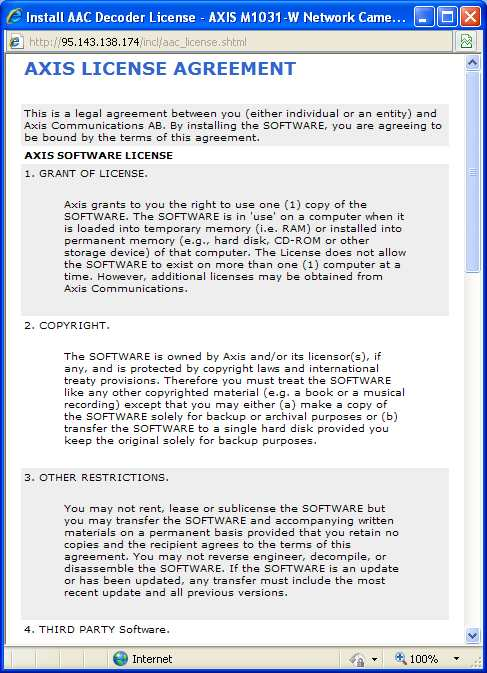 Install AAC Decoder License - AXIS M1031-W Network Came...
http://95.143.138.174/incl/aac_license.shtml
AXIS LICENSE AGREEMENT
This is a legal agreement between you (either individual or an entity) and
Axis Communications AB. By installing the SOFTWARE, you are agreeing to
be bound by the terms of this agreement.
AXIS SOFTWARE LICENSE
1. GRANT OF LICENSE.
Axis grants to you the right to use one (1) copy of the
SOFTWARE. The SOFTWARE is in 'use' on a computer when it
is loaded into temporary memory (i.e. RAM) or installed into
permanent memory (e.g., hard disk, CD-ROM or other
storage device) of that computer. The License does not allow
the SOFTWARE to exist on more than one (1) computer at a
time. However, additional licenses may be obtained from
Axis Communications.
2. COPYRIGHT.
The SOFTWARE is owned by Axis and/or its licensor(s), if
any, and is protected by copyright laws and international
treaty provisions. Therefore you must treat the SOFTWARE
like any other copyrighted material (e.g. a book or a musical
recording) except that you may either (a) make a copy of
the SOFTWARE solely for backup or archival purposes or (b)
transfer the SOFTWARE to a single hard disk provided you
keep the original solely for backup purposes.
3. OTHER RESTRICTIONS.
You may not rent, lease or sublicense the SOFTWARE but
you may transfer the SOFTWARE and accompanying written
materials on a permanent basis provided that you retain no
copies and the recipient agrees to the terms of this
agreement. You may not reverse engineer, decompile, or
disassemble the SOFTWARE. If the SOFTWARE is an update
or has been updated, any transfer must include the most
recent update and all previous versions.
4. THIRD PARTY Software.
Internet
100%